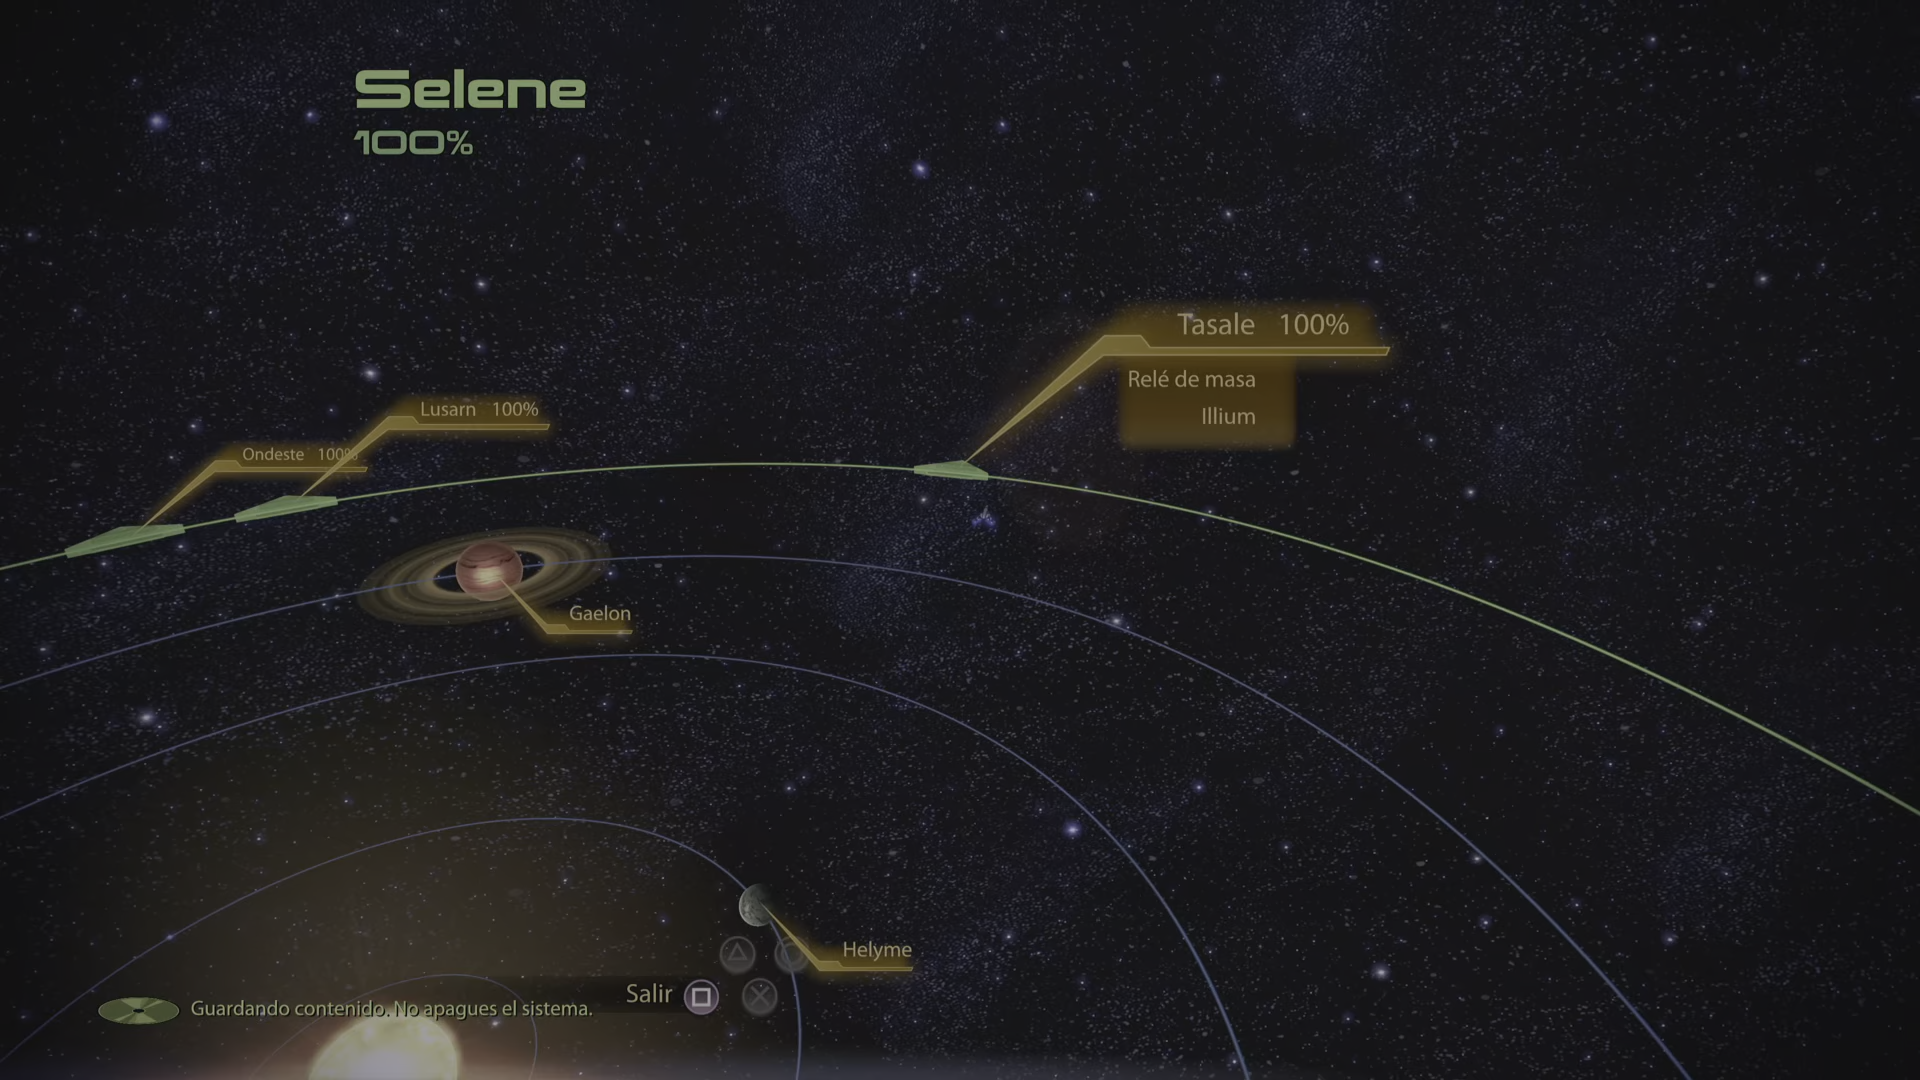 Selene
100%
Tasale 100%
Relé de masa
Illium
Lusarn 100%
Ondeste 100%
Gaelon
Helyme
Salir
Guardando contenido. No apagues el sistema.